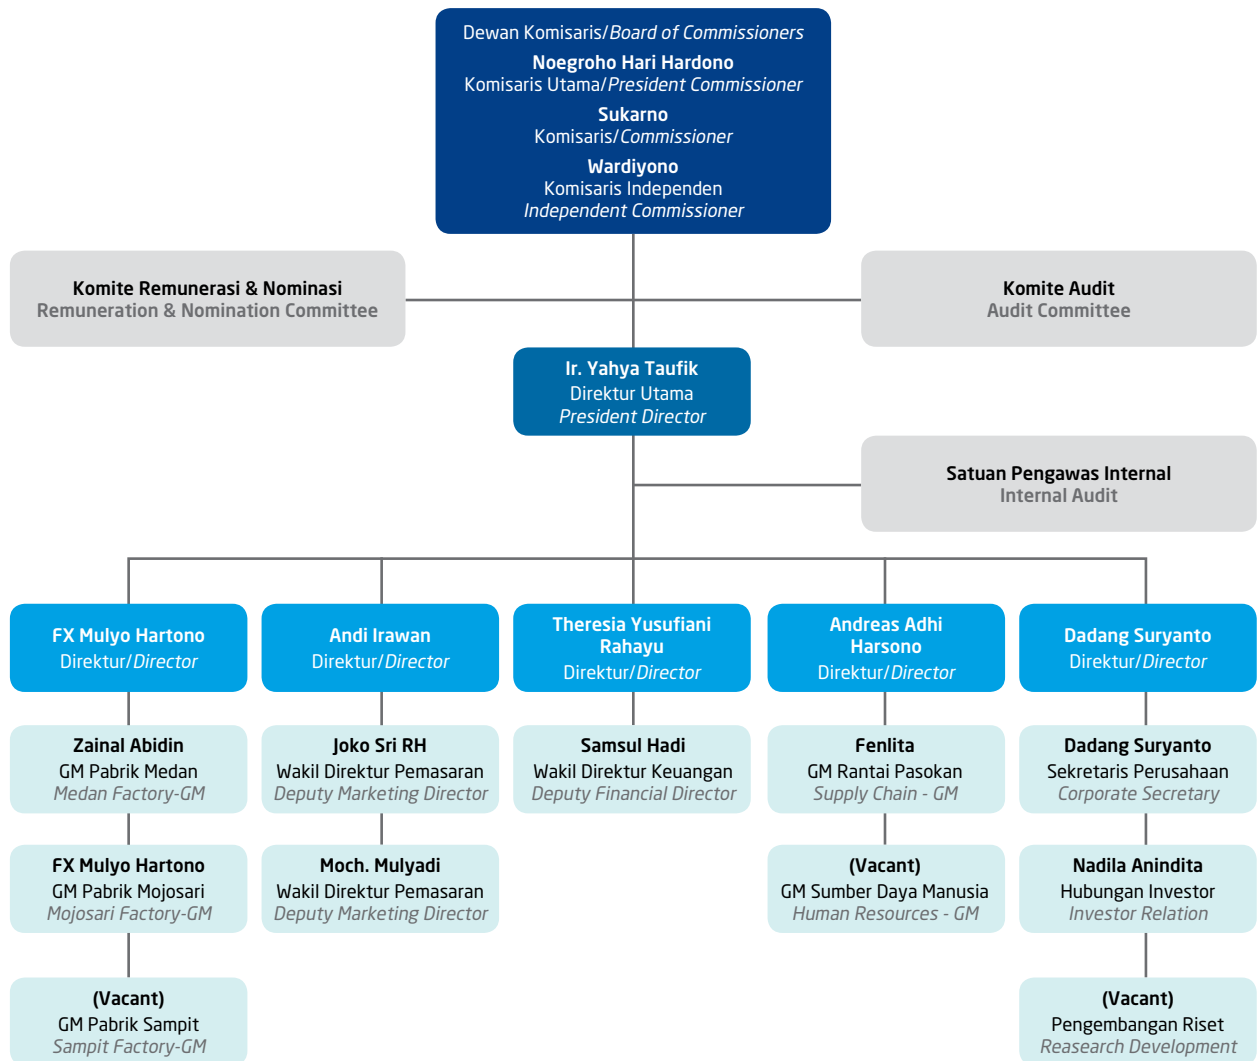 Dewan Komisaris/Board of Commissioners
Noegroho Hari Hardono
Komisaris Utama/President Commissioner
Sukarno
Komisaris/Commissioner
Wardiyono
Komisaris Independen
Independent Commissioner
Komite Remunerasi & Nominasi
Remuneration & Nomination Committee
Komite Audit
Audit Committee
Ir. Yahya Taufik
Direktur Utama
President Director
Satuan Pengawas Internal
Internal Audit
FX Mulyo Hartono
Direktur/Director
Andi Irawan
Direktur/Director
Theresia Yusufiani
Rahayu
Direktur/Director
Andreas Adhi
Harsono
Direktur/Director
Dadang Suryanto
Direktur/Director
Zainal Abidin
GM Pabrik Medan
Medan Factory-GM
Joko Sri RH
Wakil Direktur Pemasaran
Deputy Marketing Director
Samsul Hadi
Wakil Direktur Keuangan
Deputy Financial Director
Fenlita
GM Rantai Pasokan
Supply Chain - GM
Dadang Suryanto
Sekretaris Perusahaan
Corporate Secretary
FX Mulyo Hartono
GM Pabrik Mojosari
Mojosari Factory-GM
Moch. Mulyadi
Wakil Direktur Pemasaran
Deputy Marketing Director
(Vacant)
GM Sumber Daya Manusia
Human Resources - GM
Nadila Anindita
Hubungan Investor
Investor Relation
(Vacant)
GM Pabrik Sampit
Sampit Factory-GM
(Vacant)
Pengembangan Riset
Reasearch Development